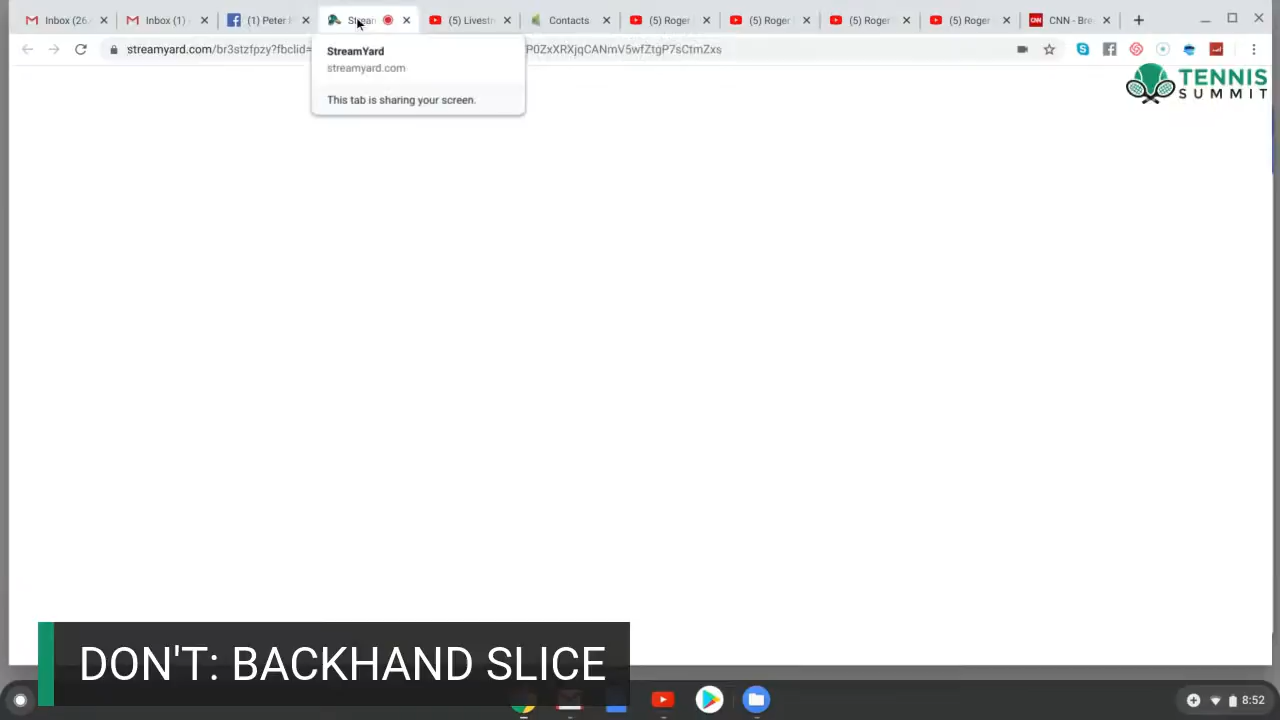 Inbox (26.
Inbox (1)
(1) Peter
Stream
(5) Livestr
Contacts
(5) Roger
(5) Roger
(5) Roger
(5) Roger
CNN - Bre
streamyard.com/br3stzfpzy?fbclid=
P0ZxXRXjqCANmV5wfZtgP7sCtmZxs
StreamYard
streamyard.com
This tab is sharing your screen.
TENNIS
SUMMIT
DON'T: BACKHAND SLICE
8:52